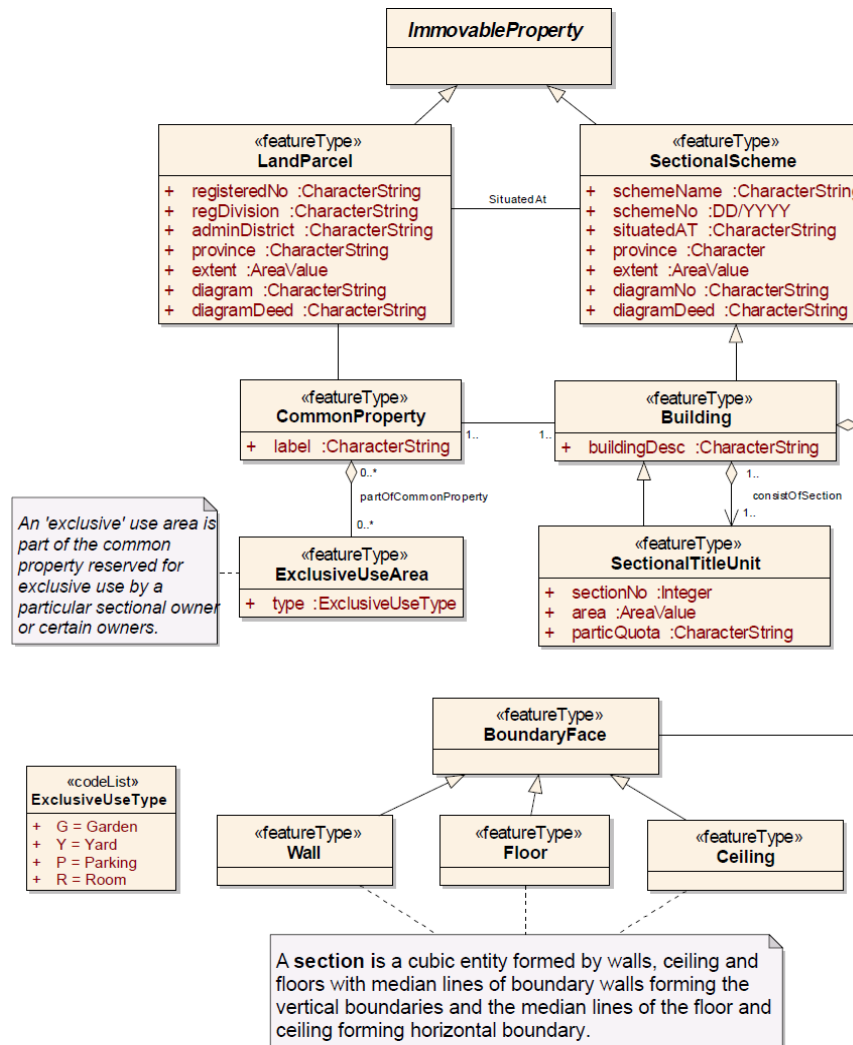 ImmovableProperty
«featureType»
LandParcel
+ registeredNo :CharacterString
+ regDivision :CharacterString
+ adminDistrict :CharacterString
+ province :CharacterString
+ extent :AreaValue
+ diagram :CharacterString
+ diagramDeed :CharacterString
SituatedAt
«featureType»
SectionalScheme
+ schemeName :CharacterString
+ schemeNo :DD/YYYY
+ situatedAT :CharacterString
+ province :Character
+ extent :AreaValue
+ diagramNo :CharacterString
+ diagramDeed :CharacterString
«featureType»
CommonProperty
+ label :CharacterString
1..
1..
«featureType»
Building
+ buildingDesc :CharacterString
0..*
partOfCommonProperty
0..*
1..
consistOfSection
1..
An 'exclusive' use area is
part of the common
property reserved for
exclusive use by a
particular sectional owner
or certain owners.
«featureType»
ExclusiveUseArea
+ type :ExclusiveUseType
«featureType»
SectionalTitleUnit
+ sectionNo :Integer
+ area :AreaValue
+ particQuota :CharacterString
«featureType»
BoundaryFace
«codeList»
ExclusiveUseType
+ G = Garden
+ Y = Yard
+ P = Parking
+ R = Room
«featureType»
Wall
«featureType»
Floor
«featureType»
Ceiling
A section is a cubic entity formed by walls, ceiling and
floors with median lines of boundary walls forming the
vertical boundaries and the median lines of the floor and
ceiling forming horizontal boundary.